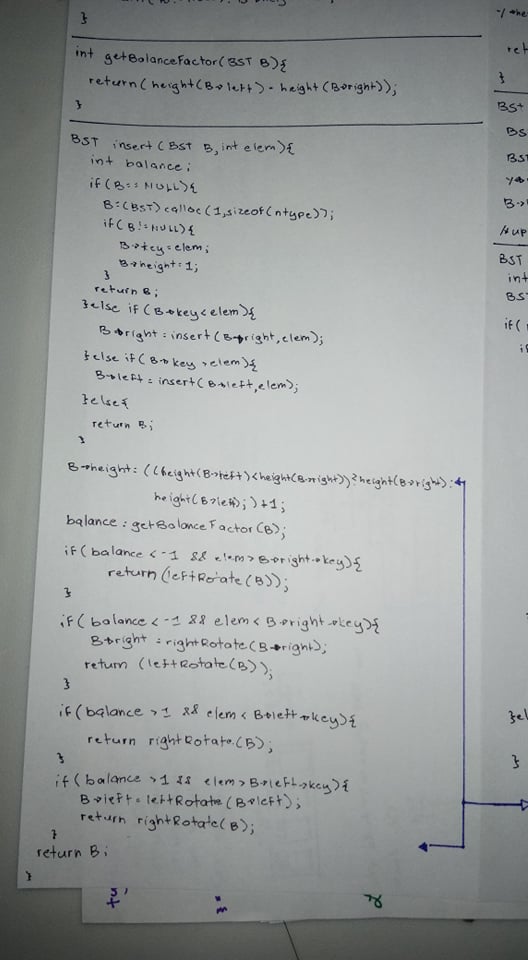 }
int getBalanceFactor(BST B){
return(height(B→left) - height(B→right));
}
BST insert(BST B, int elem){
int balance;
if(B == NULL){
B=(BST)calloc(1,sizeof(ntype));
if(B!=NULL){
B→key=elem;
B→height=1;
}
return B;
}else if(B→key<elem){
B→right=insert(B→right,elem);
}else if(B→key >elem){
B→left=insert(B→left,elem);
}else{
return B;
}
B→height=((height(B→left)<height(B→right))?height(B→right):
height(B→left);)+1;
balance=getBalanceFactor(B);
if(balance <-1 && elem>B→right→key){
return(leftRotate(B));
}
if(balance <-1 && elem< B→right→key){
B→right =rightRotate(B→right);
return (leftRotate(B));
}
if(balance >1 && elem < B→left→key){
return rightRotate(B);
}
if(balance >1 && elem>B→left→key){
B→left=leftRotate(B→left);
return rightRotate(B);
}
return B;
}
ret
}
BST
BS
BST
B→
/*up
BST
int
BS
if(
}el
}